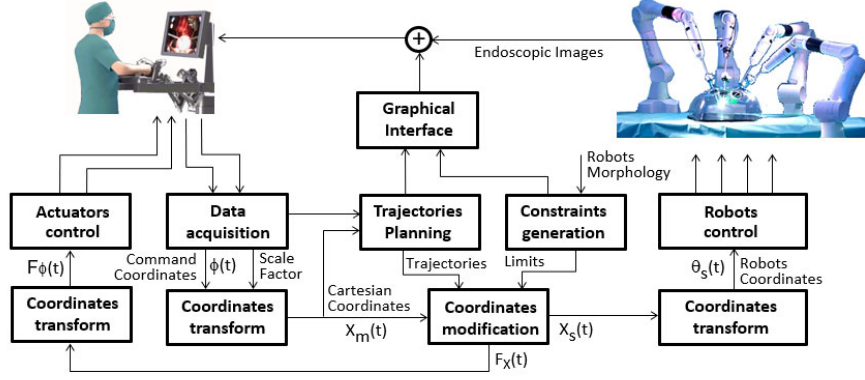 +
Endoscopic Images
Graphical
Interface
Robots
Morphology
Actuators
control
Data
acquisition
Trajectories
Planning
Constraints
generation
Robots
control
Fϕ(t)
Command
Coordinates
ϕ(t)
Scale
Factor
Trajectories
Limits
θs(t)
Robots
Coordinates
Coordinates
transform
Coordinates
transform
Cartesian
Coordinates
Xm(t)
Coordinates
modification
Xs(t)
Coordinates
transform
FX(t)